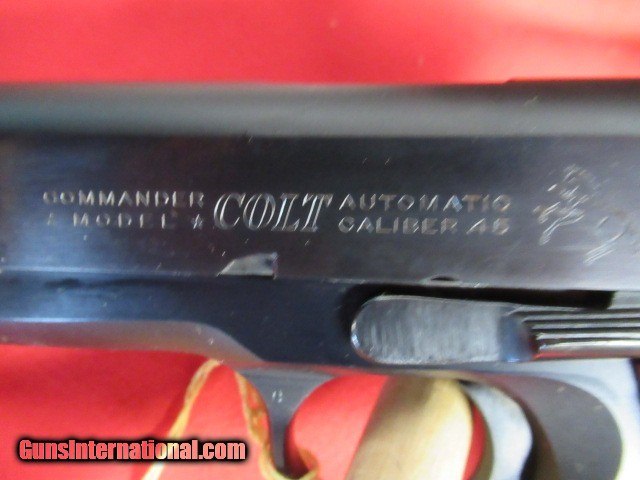 COMMANDER
★ MODEL ★
COLT
AUTOMATIC
CALIBER .45
C
GunsInternational.com